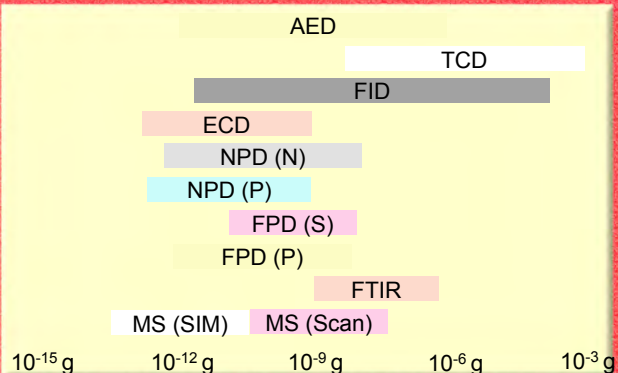 AED
TCD
FID
ECD
NPD (N)
NPD (P)
FPD (S)
FPD (P)
FTIR
MS (SIM) MS (Scan)
10⁻¹⁵ g 10⁻¹² g 10⁻⁹ g 10⁻⁶ g 10⁻³ g